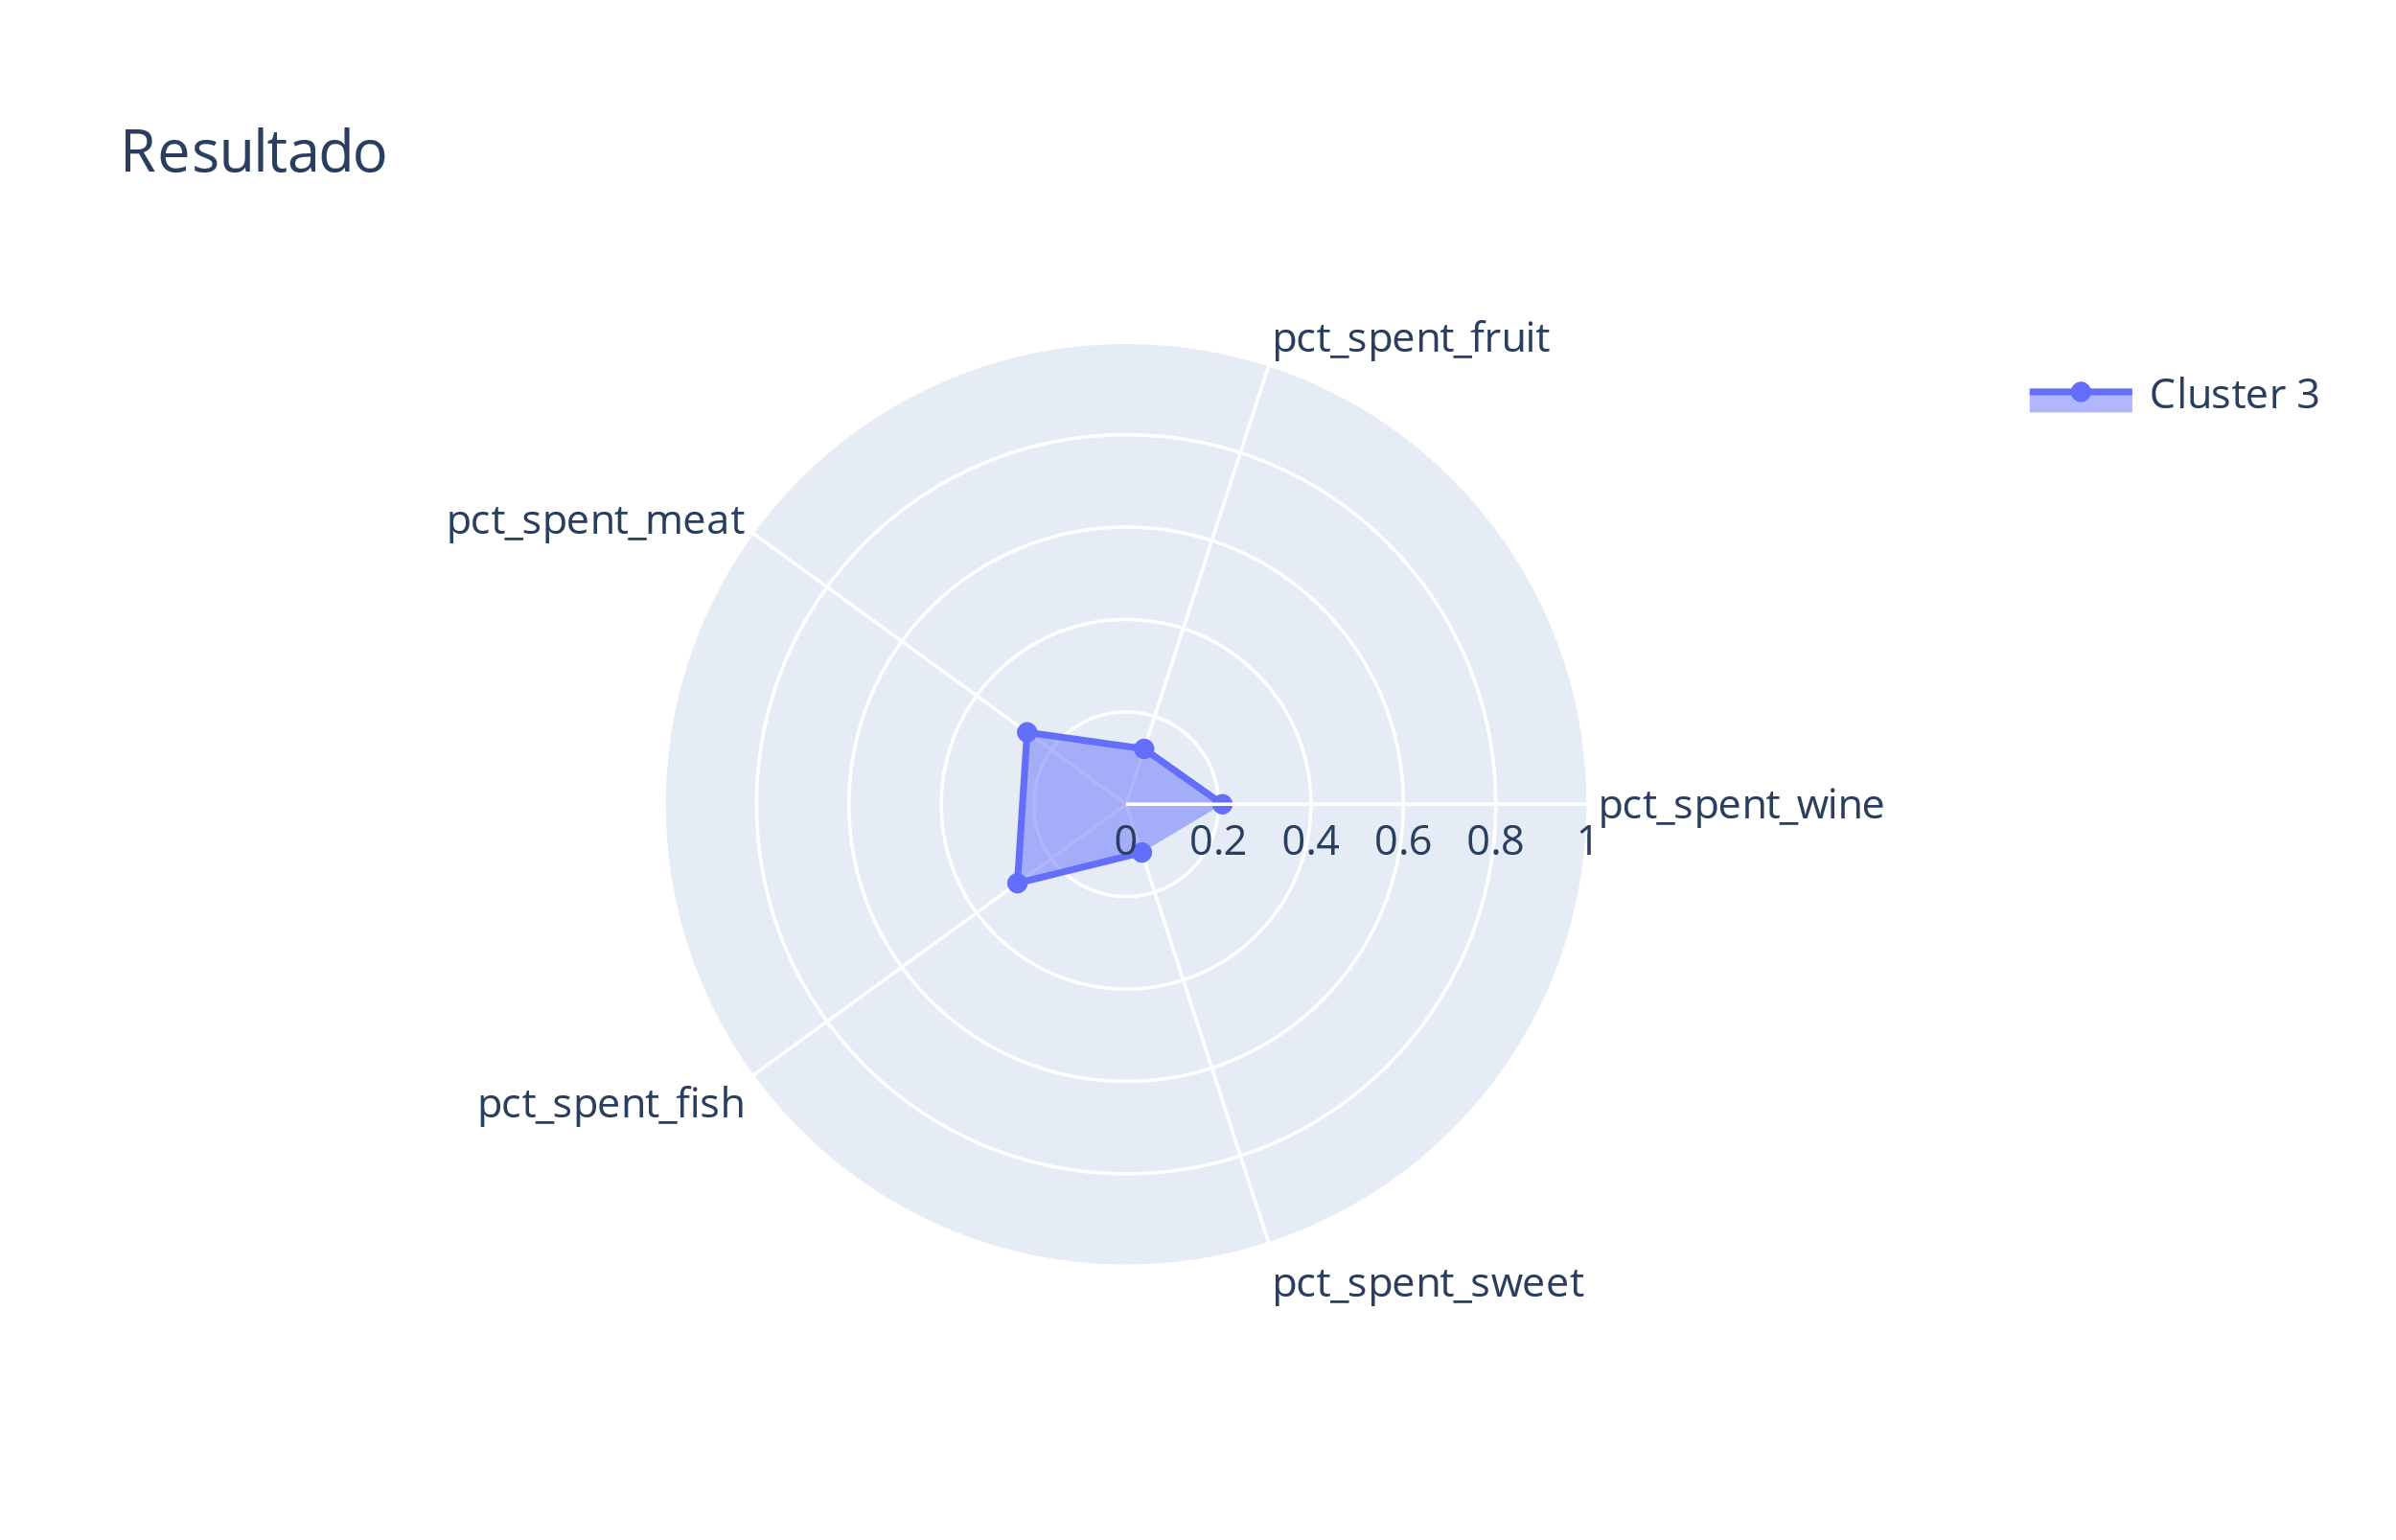 Resultado
pct_spent_fruit
Cluster 3
pct_spent_meat
pct_spent_wine
0 0.2 0.4 0.6 0.8 1
pct_spent_fish
pct_spent_sweet